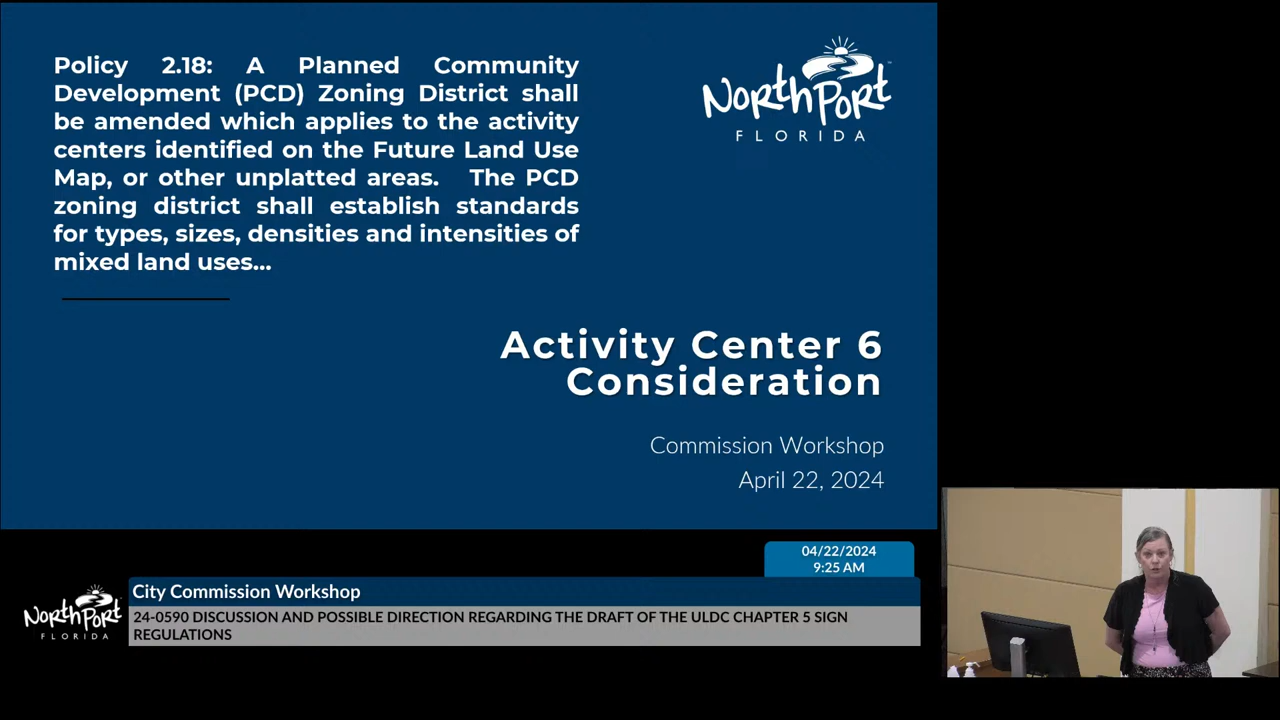 Policy 2.18: A Planned Community
Development (PCD) Zoning District shall
be amended which applies to the activity
centers identified on the Future Land Use
Map, or other unplatted areas. The PCD
zoning district shall establish standards
for types, sizes, densities and intensities of
mixed land uses...
NORTH PORT
FLORIDA
Activity Center 6
Consideration
Commission Workshop
April 22, 2024
04/22/2024
9:25 AM
NORTH PORT
FLORIDA
City Commission Workshop
24-0590 DISCUSSION AND POSSIBLE DIRECTION REGARDING THE DRAFT OF THE ULDC CHAPTER 5 SIGN
REGULATIONS